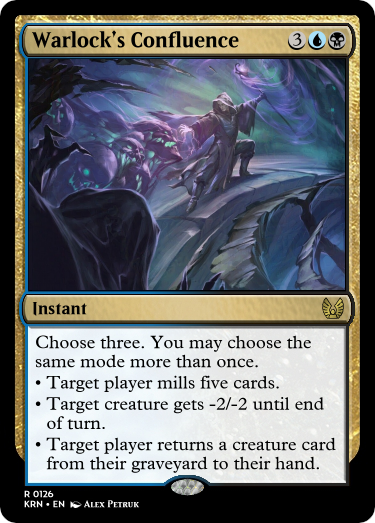 Warlock's Confluence 3
Instant
Choose three. You may choose the
same mode more than once.
• Target player mills five cards.
• Target creature gets -2/-2 until end
of turn.
• Target player returns a creature card
from their graveyard to their hand.
R 0126
KRN • EN Alex Petruk